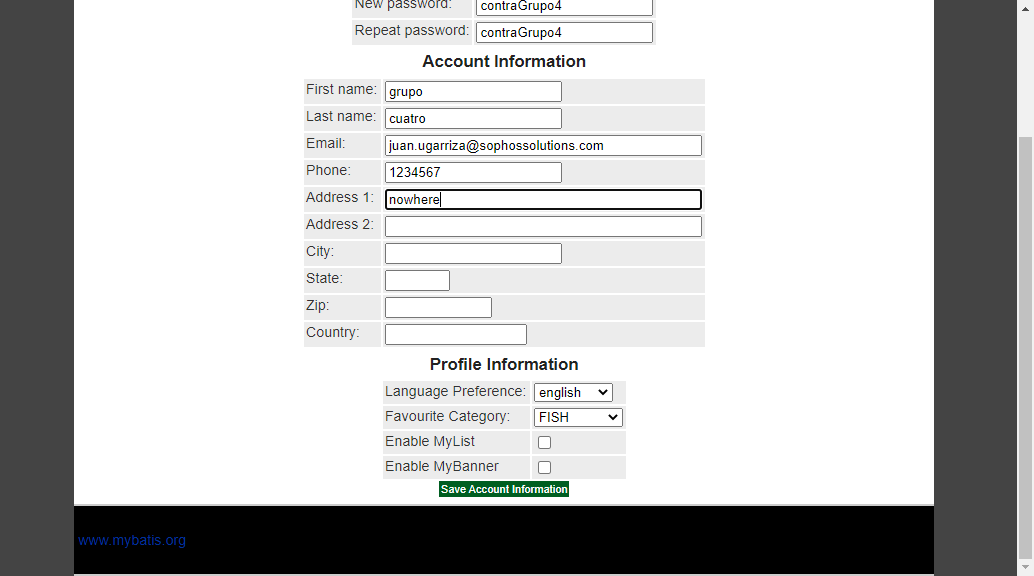 New password: contraGrupo4
Repeat password: contraGrupo4
Account Information
First name: grupo
Last name: cuatro
Email: juan.ugarriza@sophossolutions.com
Phone: 1234567
Address 1: nowhere
Address 2:
City:
State:
Zip:
Country:
Profile Information
Language Preference: english
Favourite Category: FISH
Enable MyList
Enable MyBanner
Save Account Information
www.mybatis.org